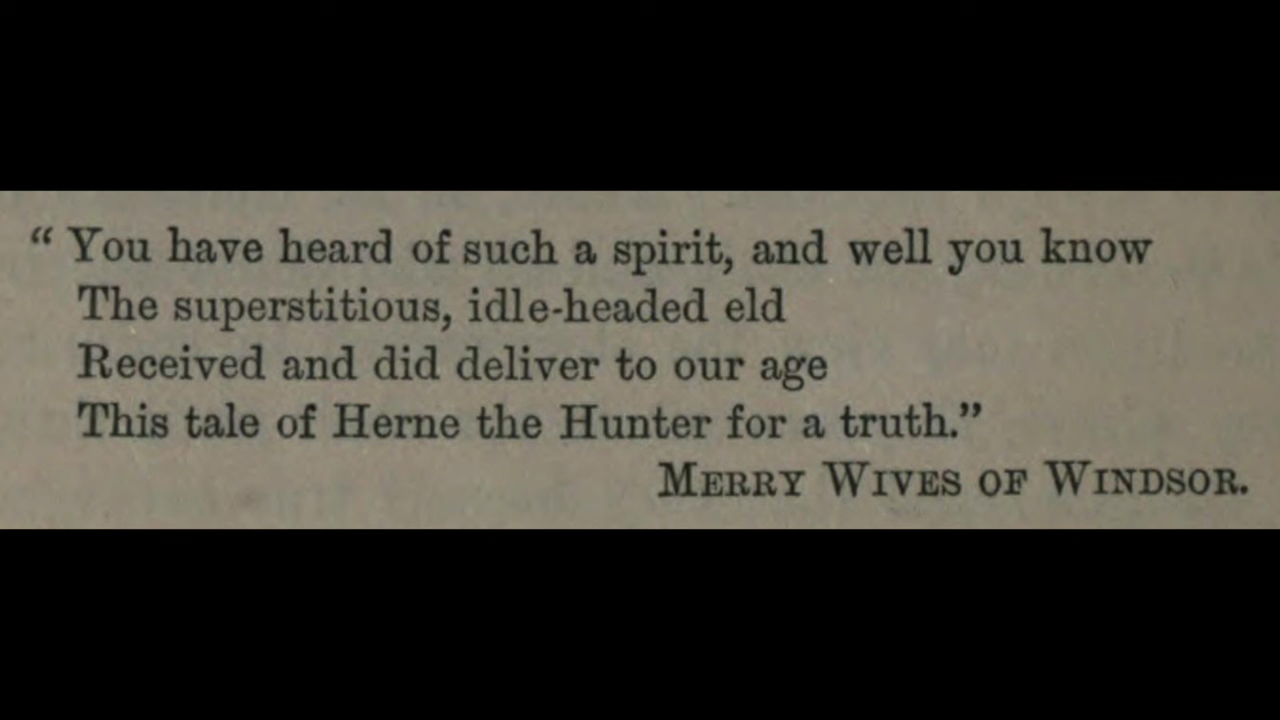 “ You have heard of such a spirit, and well you know
The superstitious, idle-headed eld
Received and did deliver to our age
This tale of Herne the Hunter for a truth.”
MERRY WIVES OF WINDSOR.